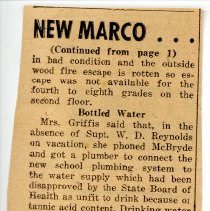 NEW MARCO . . .
(Continued from page 1)
In bad condition and the outside
wood fire escape is rotten so es-
cape was not available for the
fourth to eighth grades on the
second floor.
Bottled Water
Mrs. Griffis said that, in the
absence of Supt. W. D. Reynolds
on vacation, she phoned McBryde
and got a plumber to connect the
new school plumbing system to
the water supply which had been
disapproved by the State Board of
Health as unfit to drink because of
tannic acid content. Drinking water